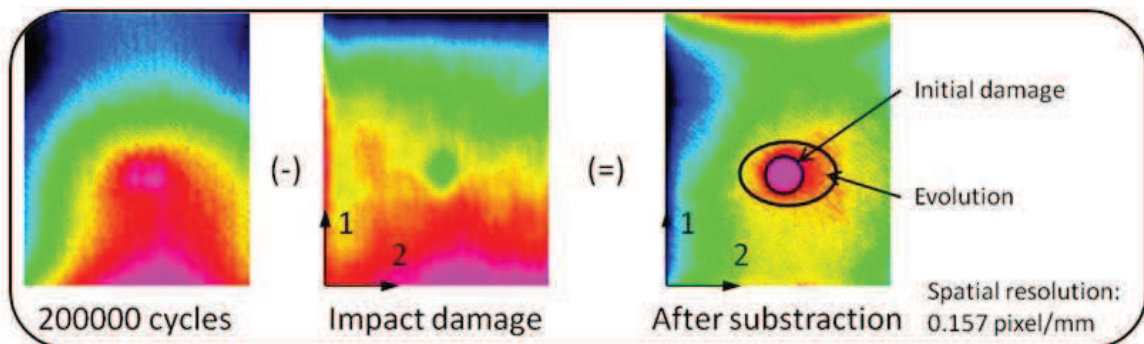 Initial damage
(-)
(=)
Evolution
1
2
1
2
200000 cycles
Impact damage
After substraction
Spatial resolution:
0.157 pixel/mm